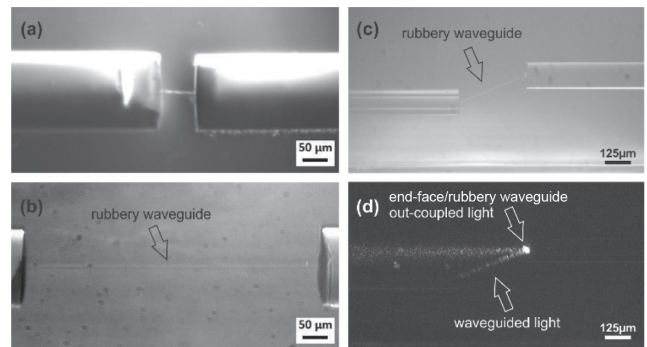 (a)
50 µm
(b)
rubbery waveguide
50 µm
(c)
rubbery waveguide
125µm
(d)
end-face/rubbery waveguide
out-coupled light
waveguided light
125µm